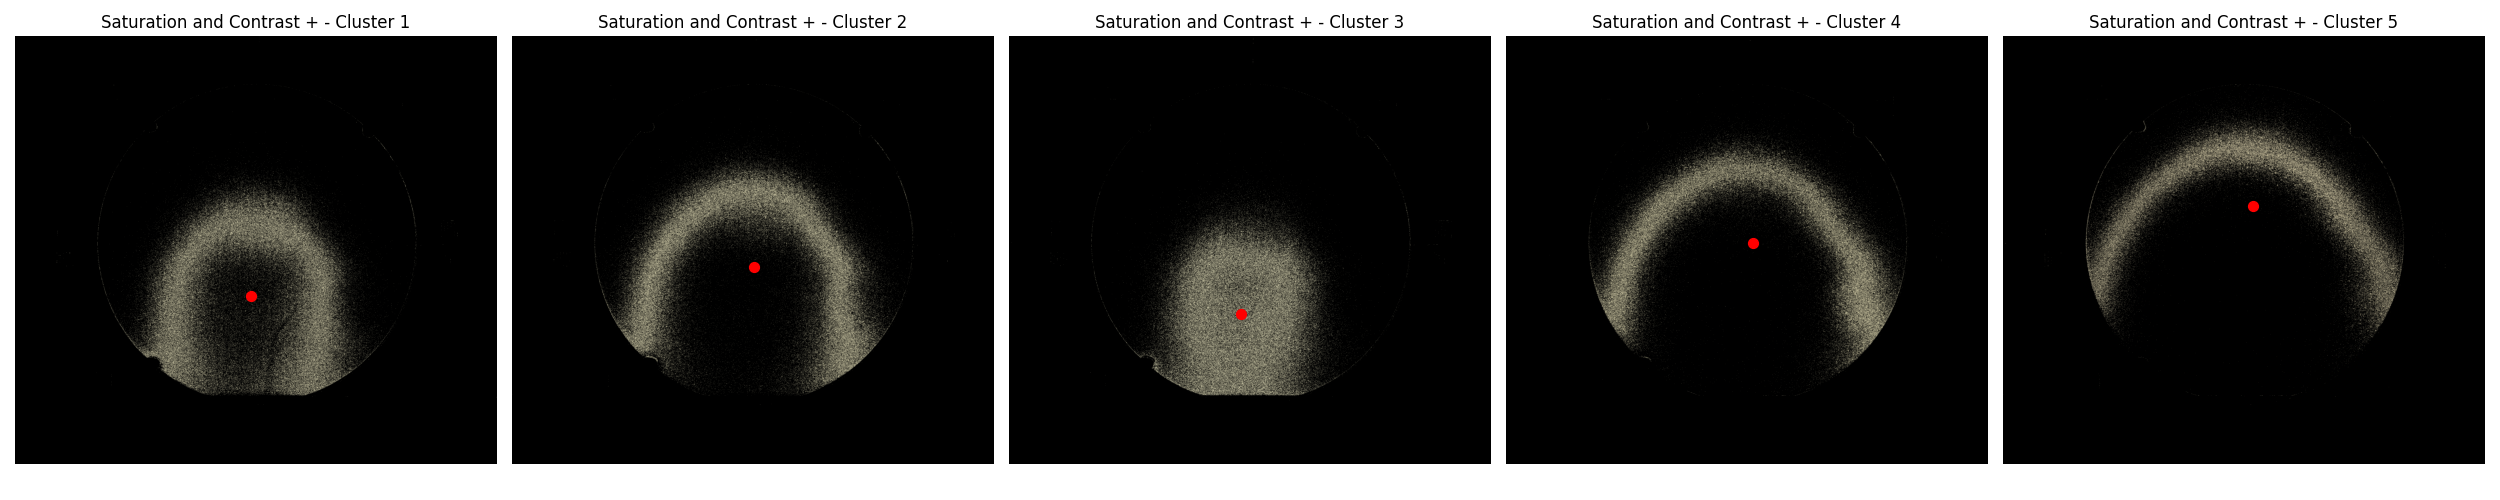 Saturation and Contrast + - Cluster 1
Saturation and Contrast + - Cluster 2
Saturation and Contrast + - Cluster 3
Saturation and Contrast + - Cluster 4
Saturation and Contrast + - Cluster 5